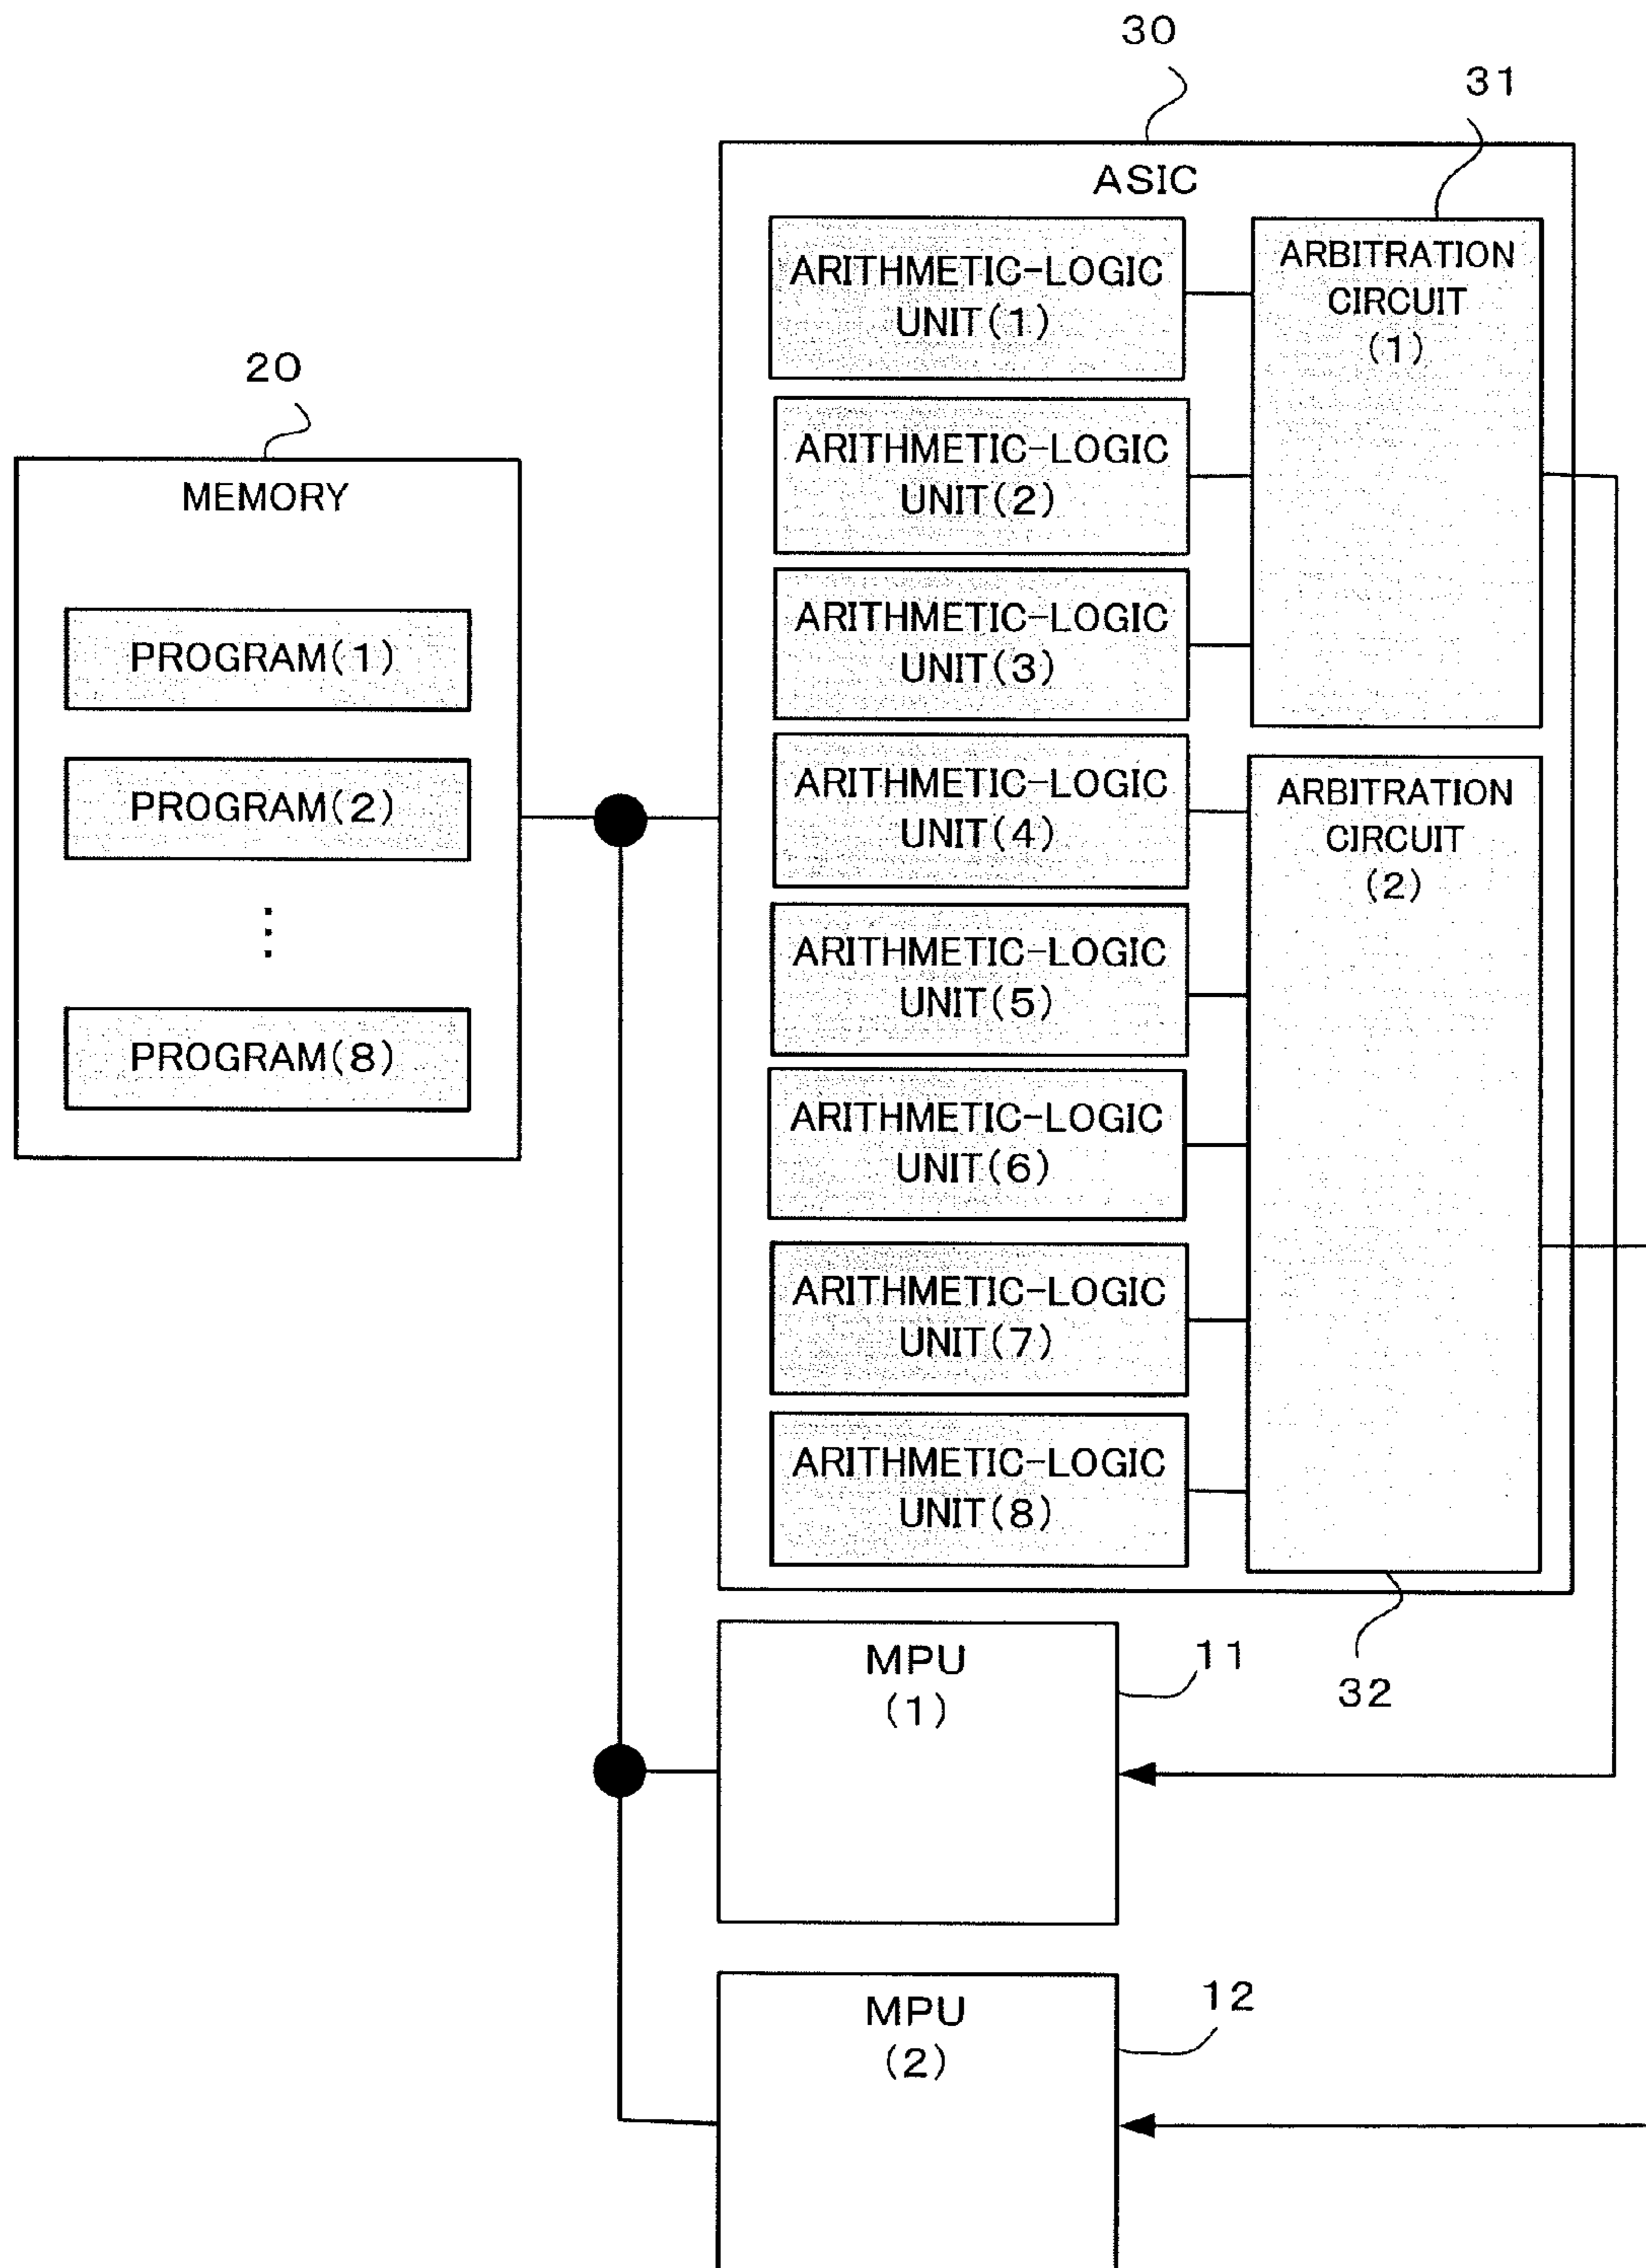 30
31
ASIC
ARITHMETIC-LOGIC
UNIT(1)
ARBITRATION
CIRCUIT
(1)
20
MEMORY
ARITHMETIC-LOGIC
UNIT(2)
ARITHMETIC-LOGIC
UNIT(3)
PROGRAM(1)
PROGRAM(2)
⋮
PROGRAM(8)
ARITHMETIC-LOGIC
UNIT(4)
ARBITRATION
CIRCUIT
(2)
ARITHMETIC-LOGIC
UNIT(5)
ARITHMETIC-LOGIC
UNIT(6)
ARITHMETIC-LOGIC
UNIT(7)
ARITHMETIC-LOGIC
UNIT(8)
MPU
(1)
11
32
MPU
(2)
12